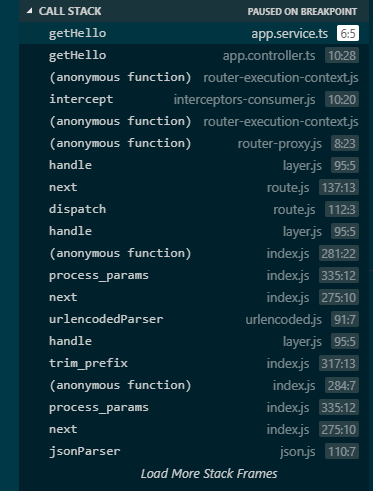 CALL STACK PAUSED ON BREAKPOINT
getHello app.service.ts 6:5
getHello app.controller.ts 10:28
(anonymous function) router-execution-context.js
intercept interceptors-consumer.js 10:20
(anonymous function) router-execution-context.js
(anonymous function) router-proxy.js 8:23
handle layer.js 95:5
next route.js 137:13
dispatch route.js 112:3
handle layer.js 95:5
(anonymous function) index.js 281:22
process_params index.js 335:12
next index.js 275:10
urlencodedParser urlencoded.js 91:7
handle layer.js 95:5
trim_prefix index.js 317:13
(anonymous function) index.js 284:7
process_params index.js 335:12
next index.js 275:10
jsonParser json.js 110:7
Load More Stack Frames